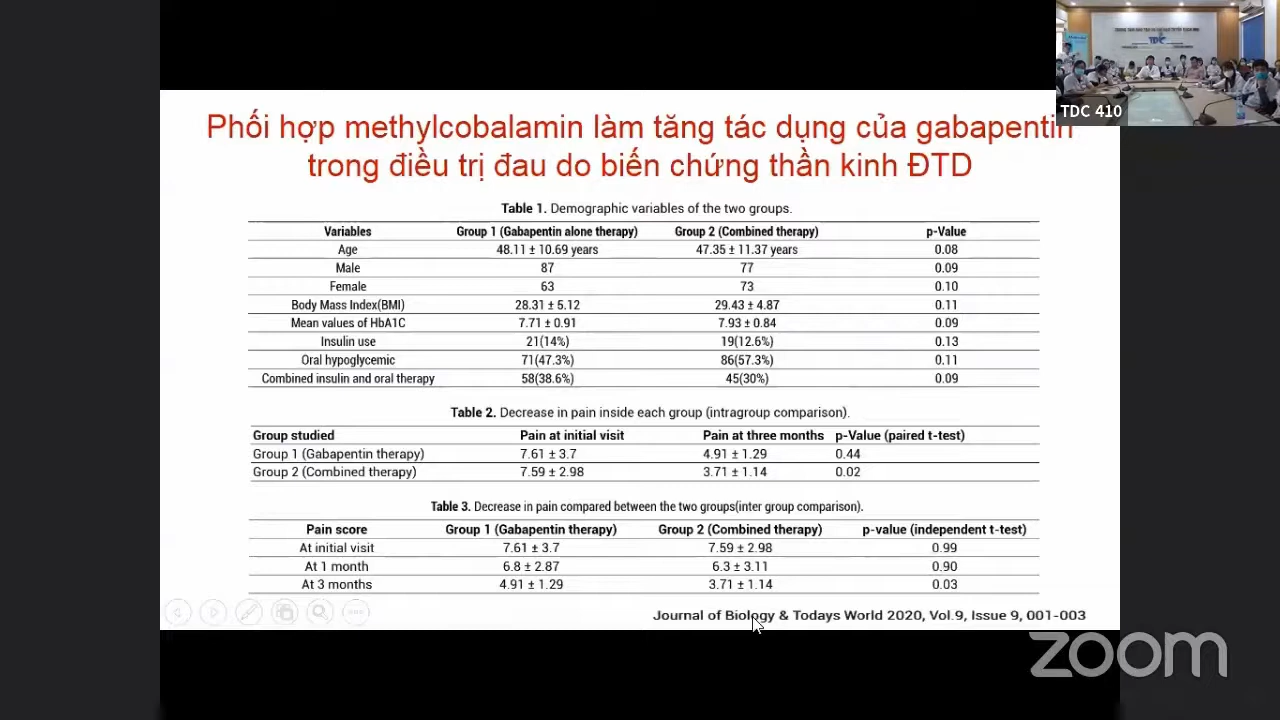 Phối hợp methylcobalamin làm tăng tác dụng của gabapentin
trong điều trị đau do biến chứng thần kinh ĐTD
Table 1. Demographic variables of the two groups.
Variables Group 1 (Gabapentin alone therapy) Group 2 (Combined therapy) p-Value
Age 48.11 ± 10.69 years 47.35 ± 11.37 years 0.08
Male 87 77 0.09
Female 63 73 0.10
Body Mass Index(BMI) 28.31 ± 5.12 29.43 ± 4.87 0.11
Mean values of HbA1C 7.71 ± 0.91 7.93 ± 0.84 0.09
Insulin use 21(14%) 19(12.6%) 0.13
Oral hypoglycemic 71(47.3%) 86(57.3%) 0.11
Combined insulin and oral therapy 58(38.6%) 45(30%) 0.09
Table 2. Decrease in pain inside each group (intragroup comparison).
Group studied Pain at initial visit Pain at three months p-Value (paired t-test)
Group 1 (Gabapentin therapy) 7.61 ± 3.7 4.91 ± 1.29 0.44
Group 2 (Combined therapy) 7.59 ± 2.98 3.71 ± 1.14 0.02
Table 3. Decrease in pain compared between the two groups(inter group comparison).
Pain score Group 1 (Gabapentin therapy) Group 2 (Combined therapy) p-value (independent t-test)
At initial visit 7.61 ± 3.7 7.59 ± 2.98 0.99
At 1 month 6.8 ± 2.87 6.3 ± 3.11 0.90
At 3 months 4.91 ± 1.29 3.71 ± 1.14 0.03
Journal of Biology & Todays World 2020, Vol.9, Issue 9, 001-003
TDC
TDC 410
zoom